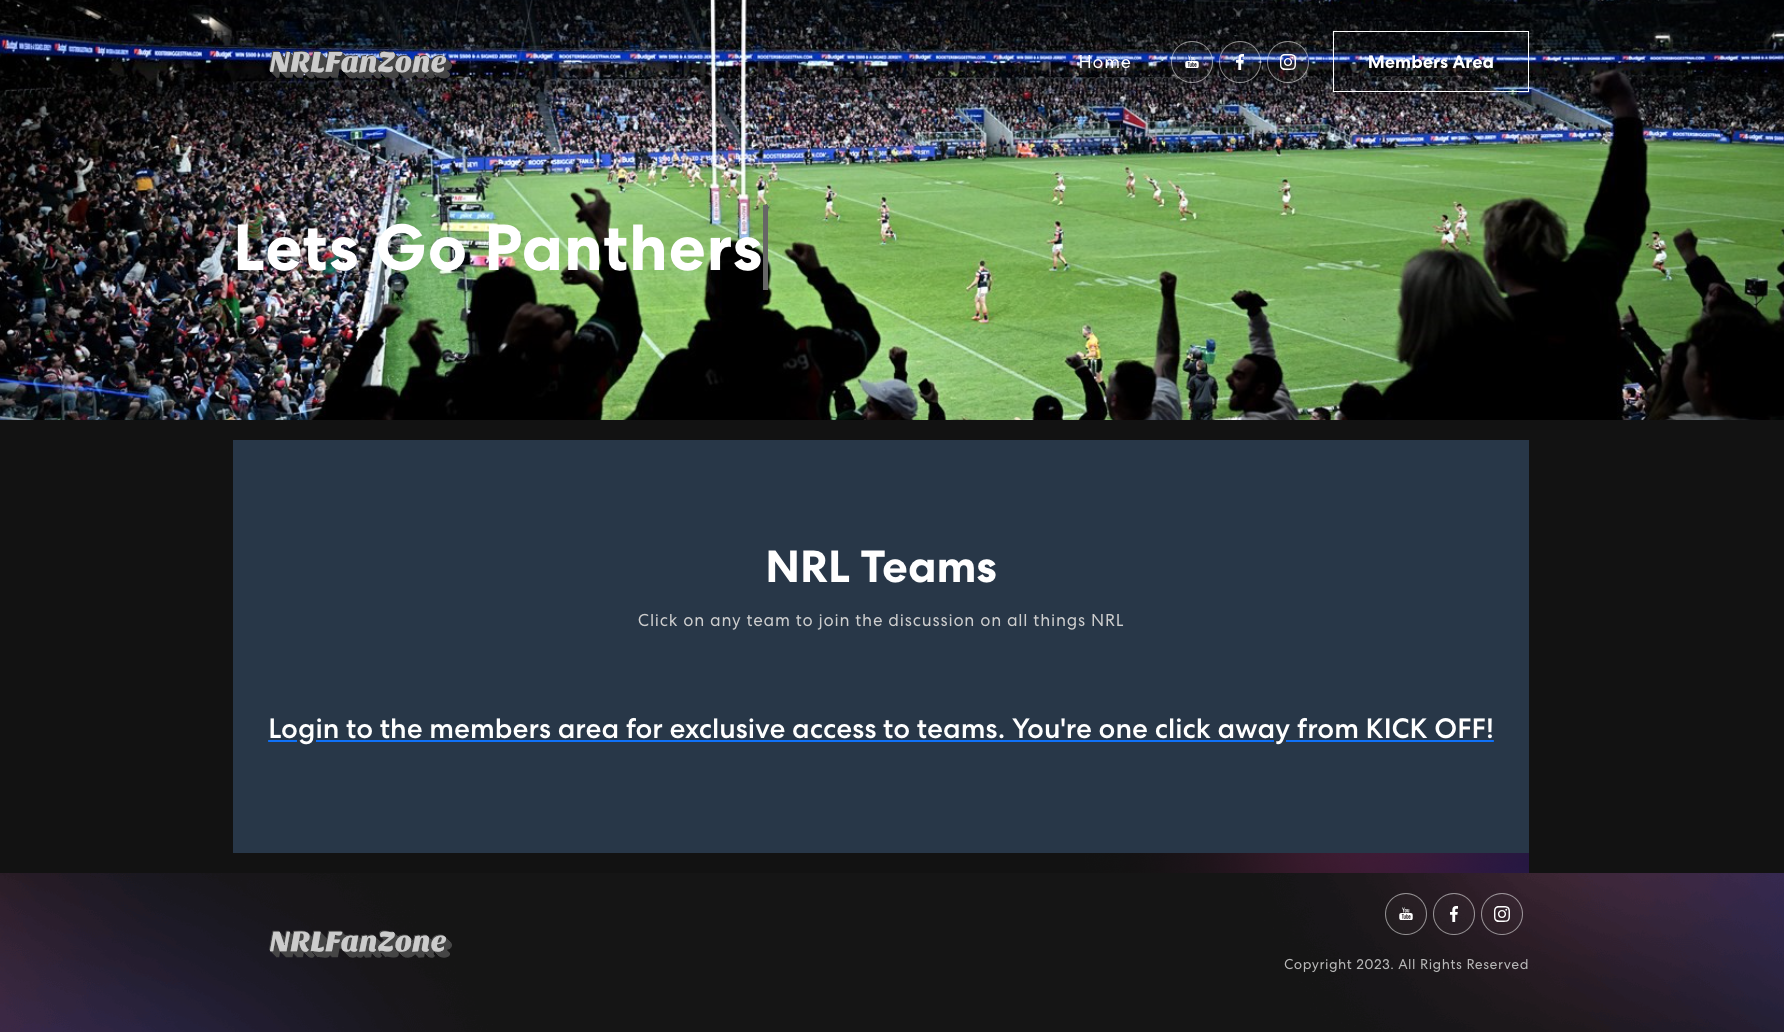 NRLFanZone
Home
Members Area
Lets Go Panthers
NRL Teams
Click on any team to join the discussion on all things NRL
Login to the members area for exclusive access to teams. You're one click away from KICK OFF!
NRLFanZone
Copyright 2023. All Rights Reserved